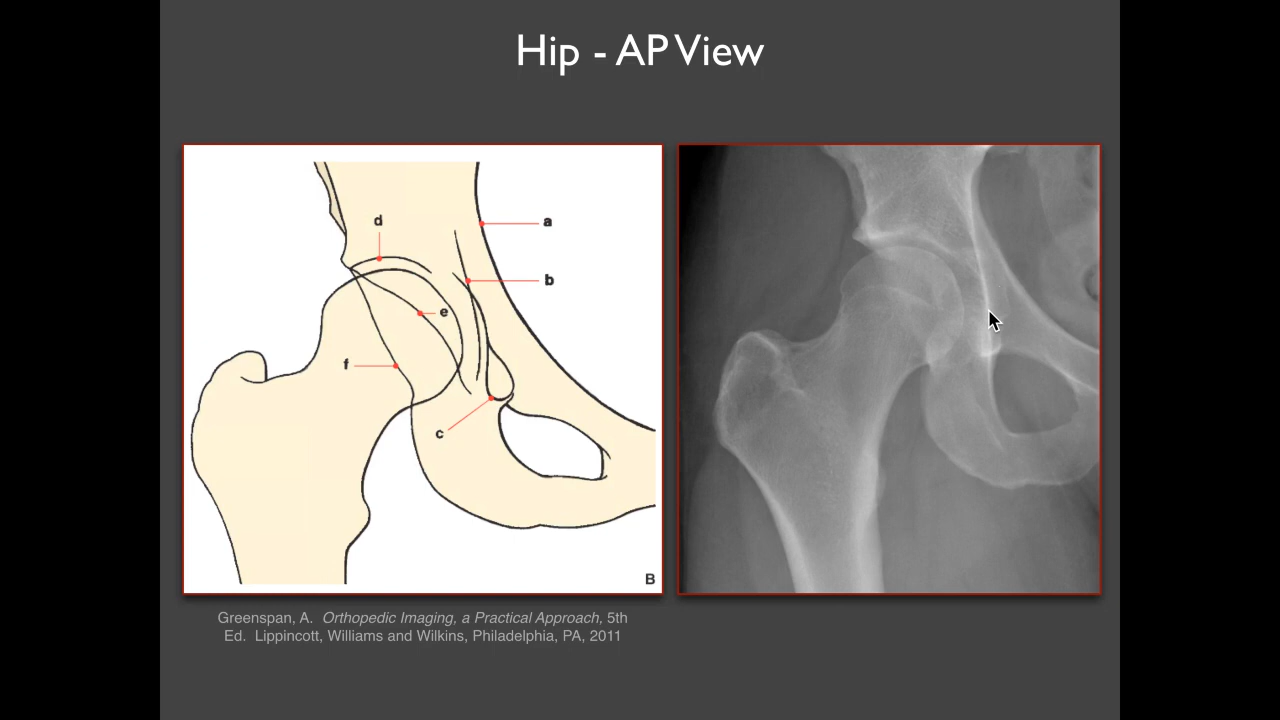 Hip - AP View
d
a
b
e
f
c
B
Greenspan, A. Orthopedic Imaging, a Practical Approach, 5th
Ed. Lippincott, Williams and Wilkins, Philadelphia, PA, 2011